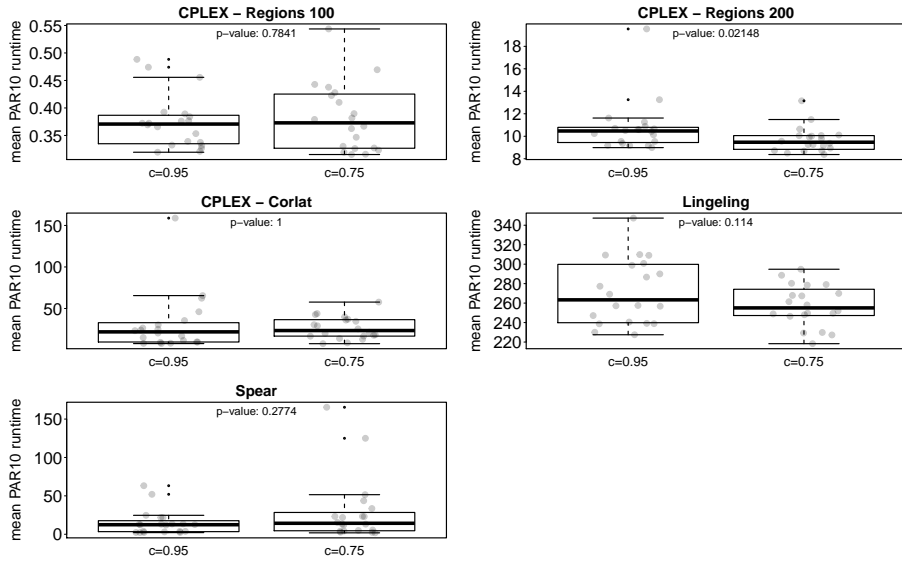 CPLEX − Regions 100
p−value: 0.7841
mean PAR10 runtime
0.55
0.45
0.40
0.35
c=0.95
c=0.75
CPLEX − Regions 200
p−value: 0.02148
mean PAR10 runtime
18
16
14
12
10
8
c=0.95
c=0.75
CPLEX − Corlat
p−value: 1
mean PAR10 runtime
150
100
50
c=0.95
c=0.75
Lingeling
p−value: 0.114
mean PAR10 runtime
340
320
300
280
260
240
220
c=0.95
c=0.75
Spear
p−value: 0.2774
mean PAR10 runtime
150
100
50
0
c=0.95
c=0.75